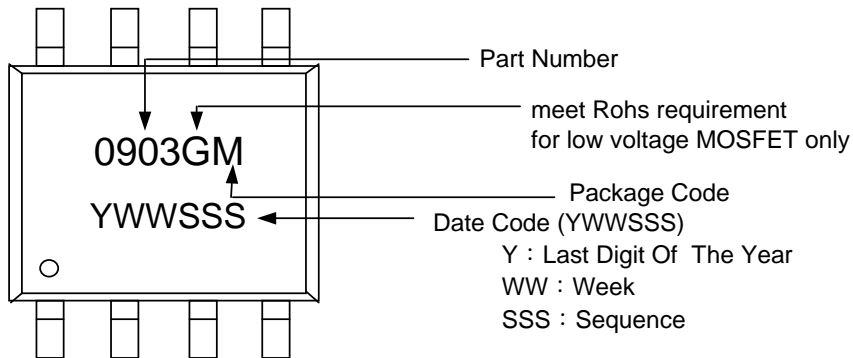 Part Number
meet Rohs requirement
for low voltage MOSFET only
0903GM
Package Code
YWWSSS
Date Code (YWWSSS)
Y：Last Digit Of The Year
WW：Week
SSS：Sequence